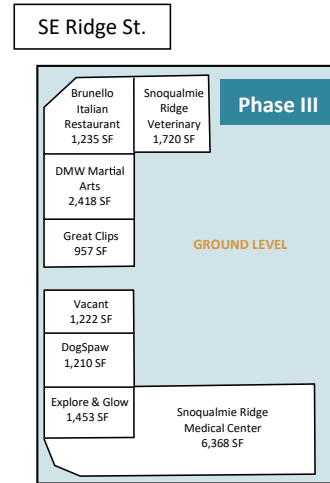 SE Ridge St.
Phase III
Brunello
Italian
Restaurant
1,235 SF
Snoqualmie
Ridge
Veterinary
1,720 SF
DMW Martial
Arts
2,418 SF
Great Clips
957 SF
GROUND LEVEL
Vacant
1,222 SF
DogSpaw
1,210 SF
Explore & Glow
1,453 SF
Snoqualmie Ridge
Medical Center
6,368 SF